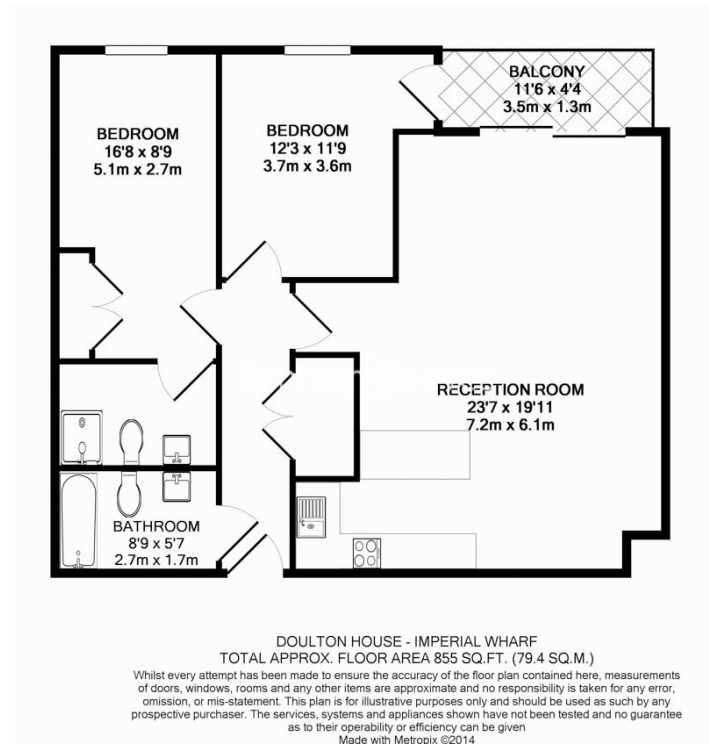 BALCONY
11'6 x 4'4
3.5m x 1.3m
BEDROOM
16'8 x 8'9
5.1m x 2.7m
BEDROOM
12'3 x 11'9
3.7m x 3.6m
RECEPTION ROOM
23'7 x 19'11
7.2m x 6.1m
BATHROOM
8'9 x 5'7
2.7m x 1.7m
DOULTON HOUSE - IMPERIAL WHARF
TOTAL APPROX. FLOOR AREA 855 SQ.FT. (79.4 SQ.M.)
Whilst every attempt has been made to ensure the accuracy of the floor plan contained here, measurements
of doors, windows, rooms and any other items are approximate and no responsibility is taken for any error,
omission, or mis-statement. This plan is for illustrative purposes only and should be used as such by any
prospective purchaser. The services, systems and appliances shown have not been tested and no guarantee
as to their operability or efficiency can be given
Made with Metropix ©2014